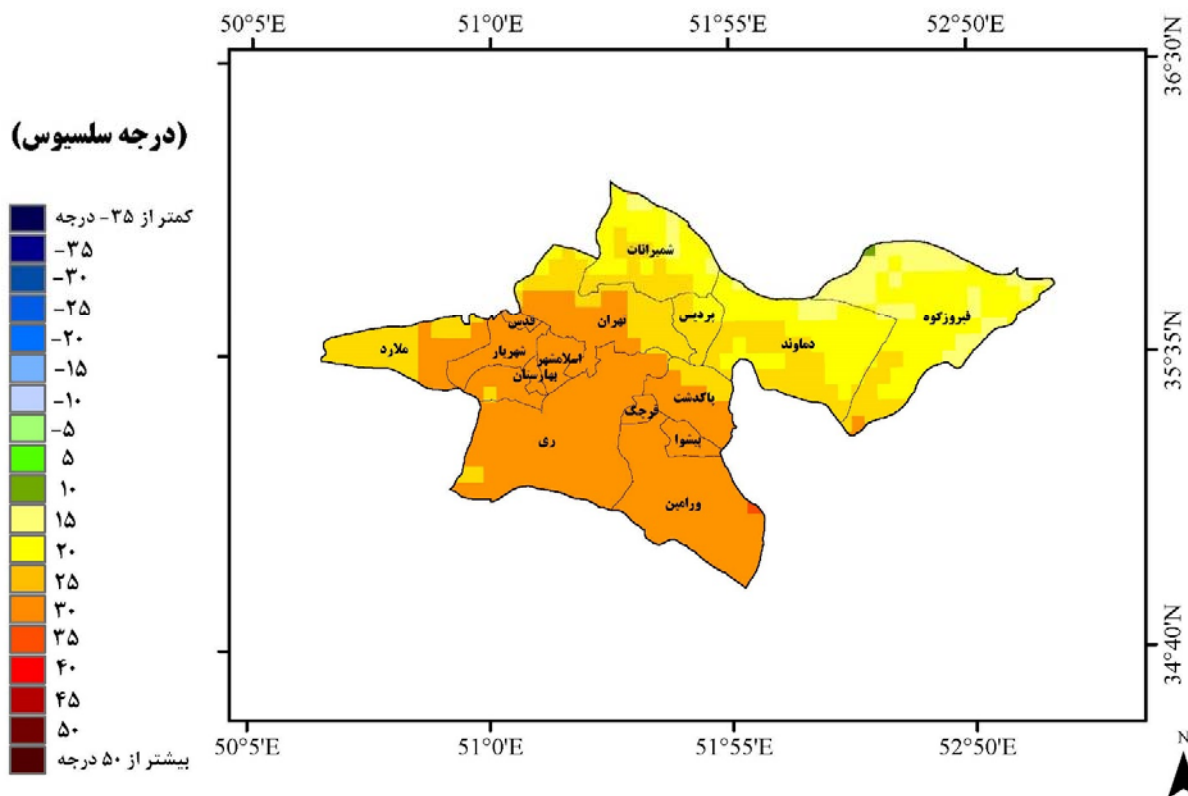 50°5'E 51°0'E 51°55'E 52°50'E
36°30'N
35°35'N
34°40'N
(درجه سلسیوس)
کمتر از ۳۵- درجه
-۳۵
-۳۰
-۲۵
-۲۰
-۱۵
-۱۰
-۵
۵
۱۰
۱۵
۲۰
۲۵
۳۰
۳۵
۴۰
۴۵
۵۰
بیشتر از ۵۰ درجه
شمیرانات
فیروزکوه
دماوند
پردیس
تهران
قدس
ملارد
شهریار
اسلامشهر
بهارستان
پاکدشت
قرچک
پیشوا
ری
ورامین
50°5'E 51°0'E 51°55'E 52°50'E
N